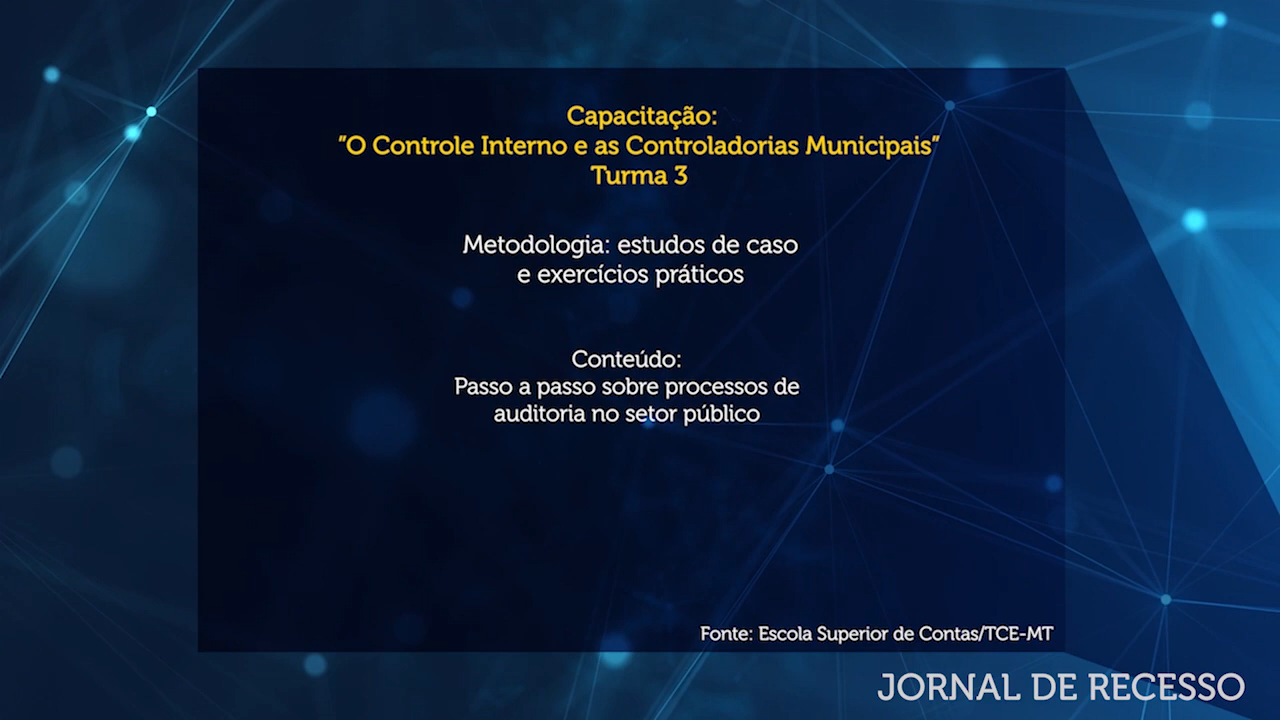 Capacitação:
"O Controle Interno e as Controladorias Municipais"
Turma 3
Metodologia: estudos de caso
e exercícios práticos
Conteúdo:
Passo a passo sobre processos de
auditoria no setor público
Fonte: Escola Superior de Contas/TCE-MT
JORNAL DE RECESSO